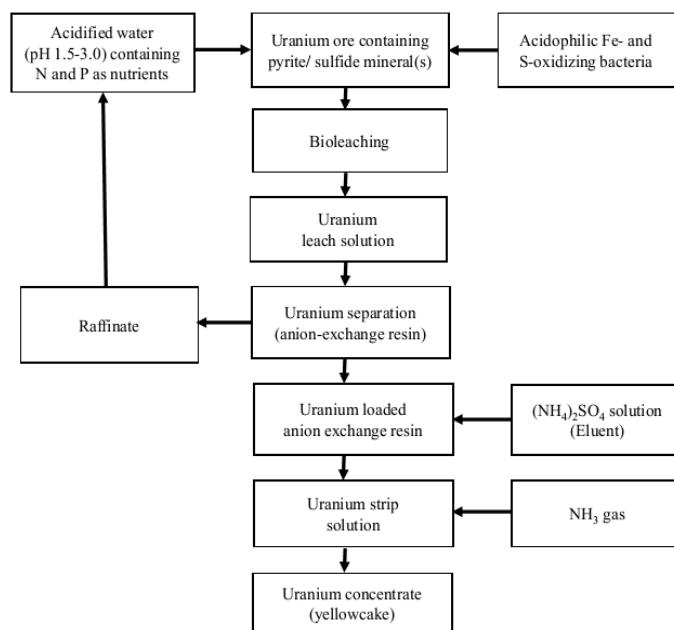 Acidified water
(pH 1.5-3.0) containing
N and P as nutrients
Uranium ore containing
pyrite/ sulfide mineral(s)
Acidophilic Fe- and
S-oxidizing bacteria
Bioleaching
Uranium
leach solution
Raffinate
Uranium separation
(anion-exchange resin)
Uranium loaded
anion exchange resin
(NH₄)₂SO₄ solution
(Eluent)
Uranium strip
solution
NH₃ gas
Uranium concentrate
(yellowcake)